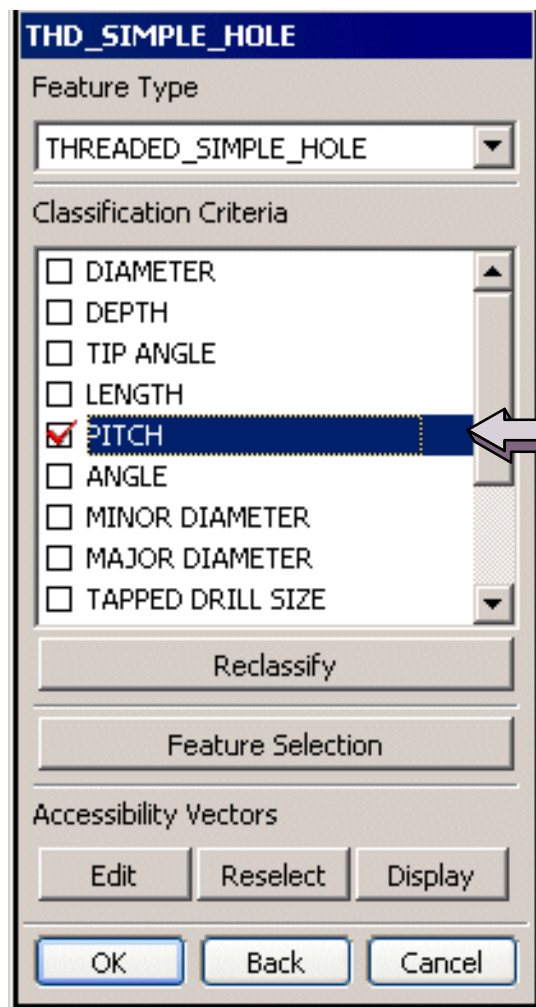 THD_SIMPLE_HOLE
Feature Type
THREADED_SIMPLE_HOLE
Classification Criteria
DIAMETER
DEPTH
TIP ANGLE
LENGTH
PITCH
ANGLE
MINOR DIAMETER
MAJOR DIAMETER
TAPPED DRILL SIZE
Reclassify
Feature Selection
Accessibility Vectors
Edit Reselect Display
OK Back Cancel